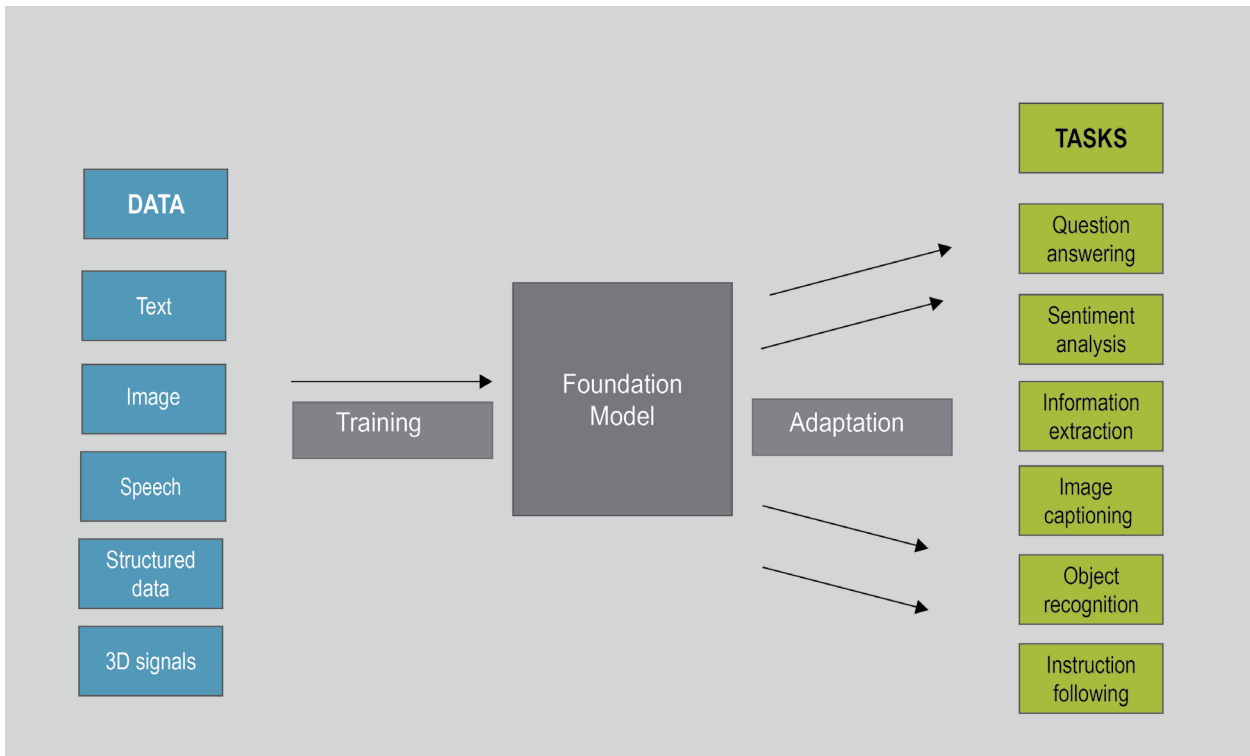 DATA
Text
Image
Speech
Structured
data
3D signals
Training
Foundation
Model
Adaptation
TASKS
Question
answering
Sentiment
analysis
Information
extraction
Image
captioning
Object
recognition
Instruction
following